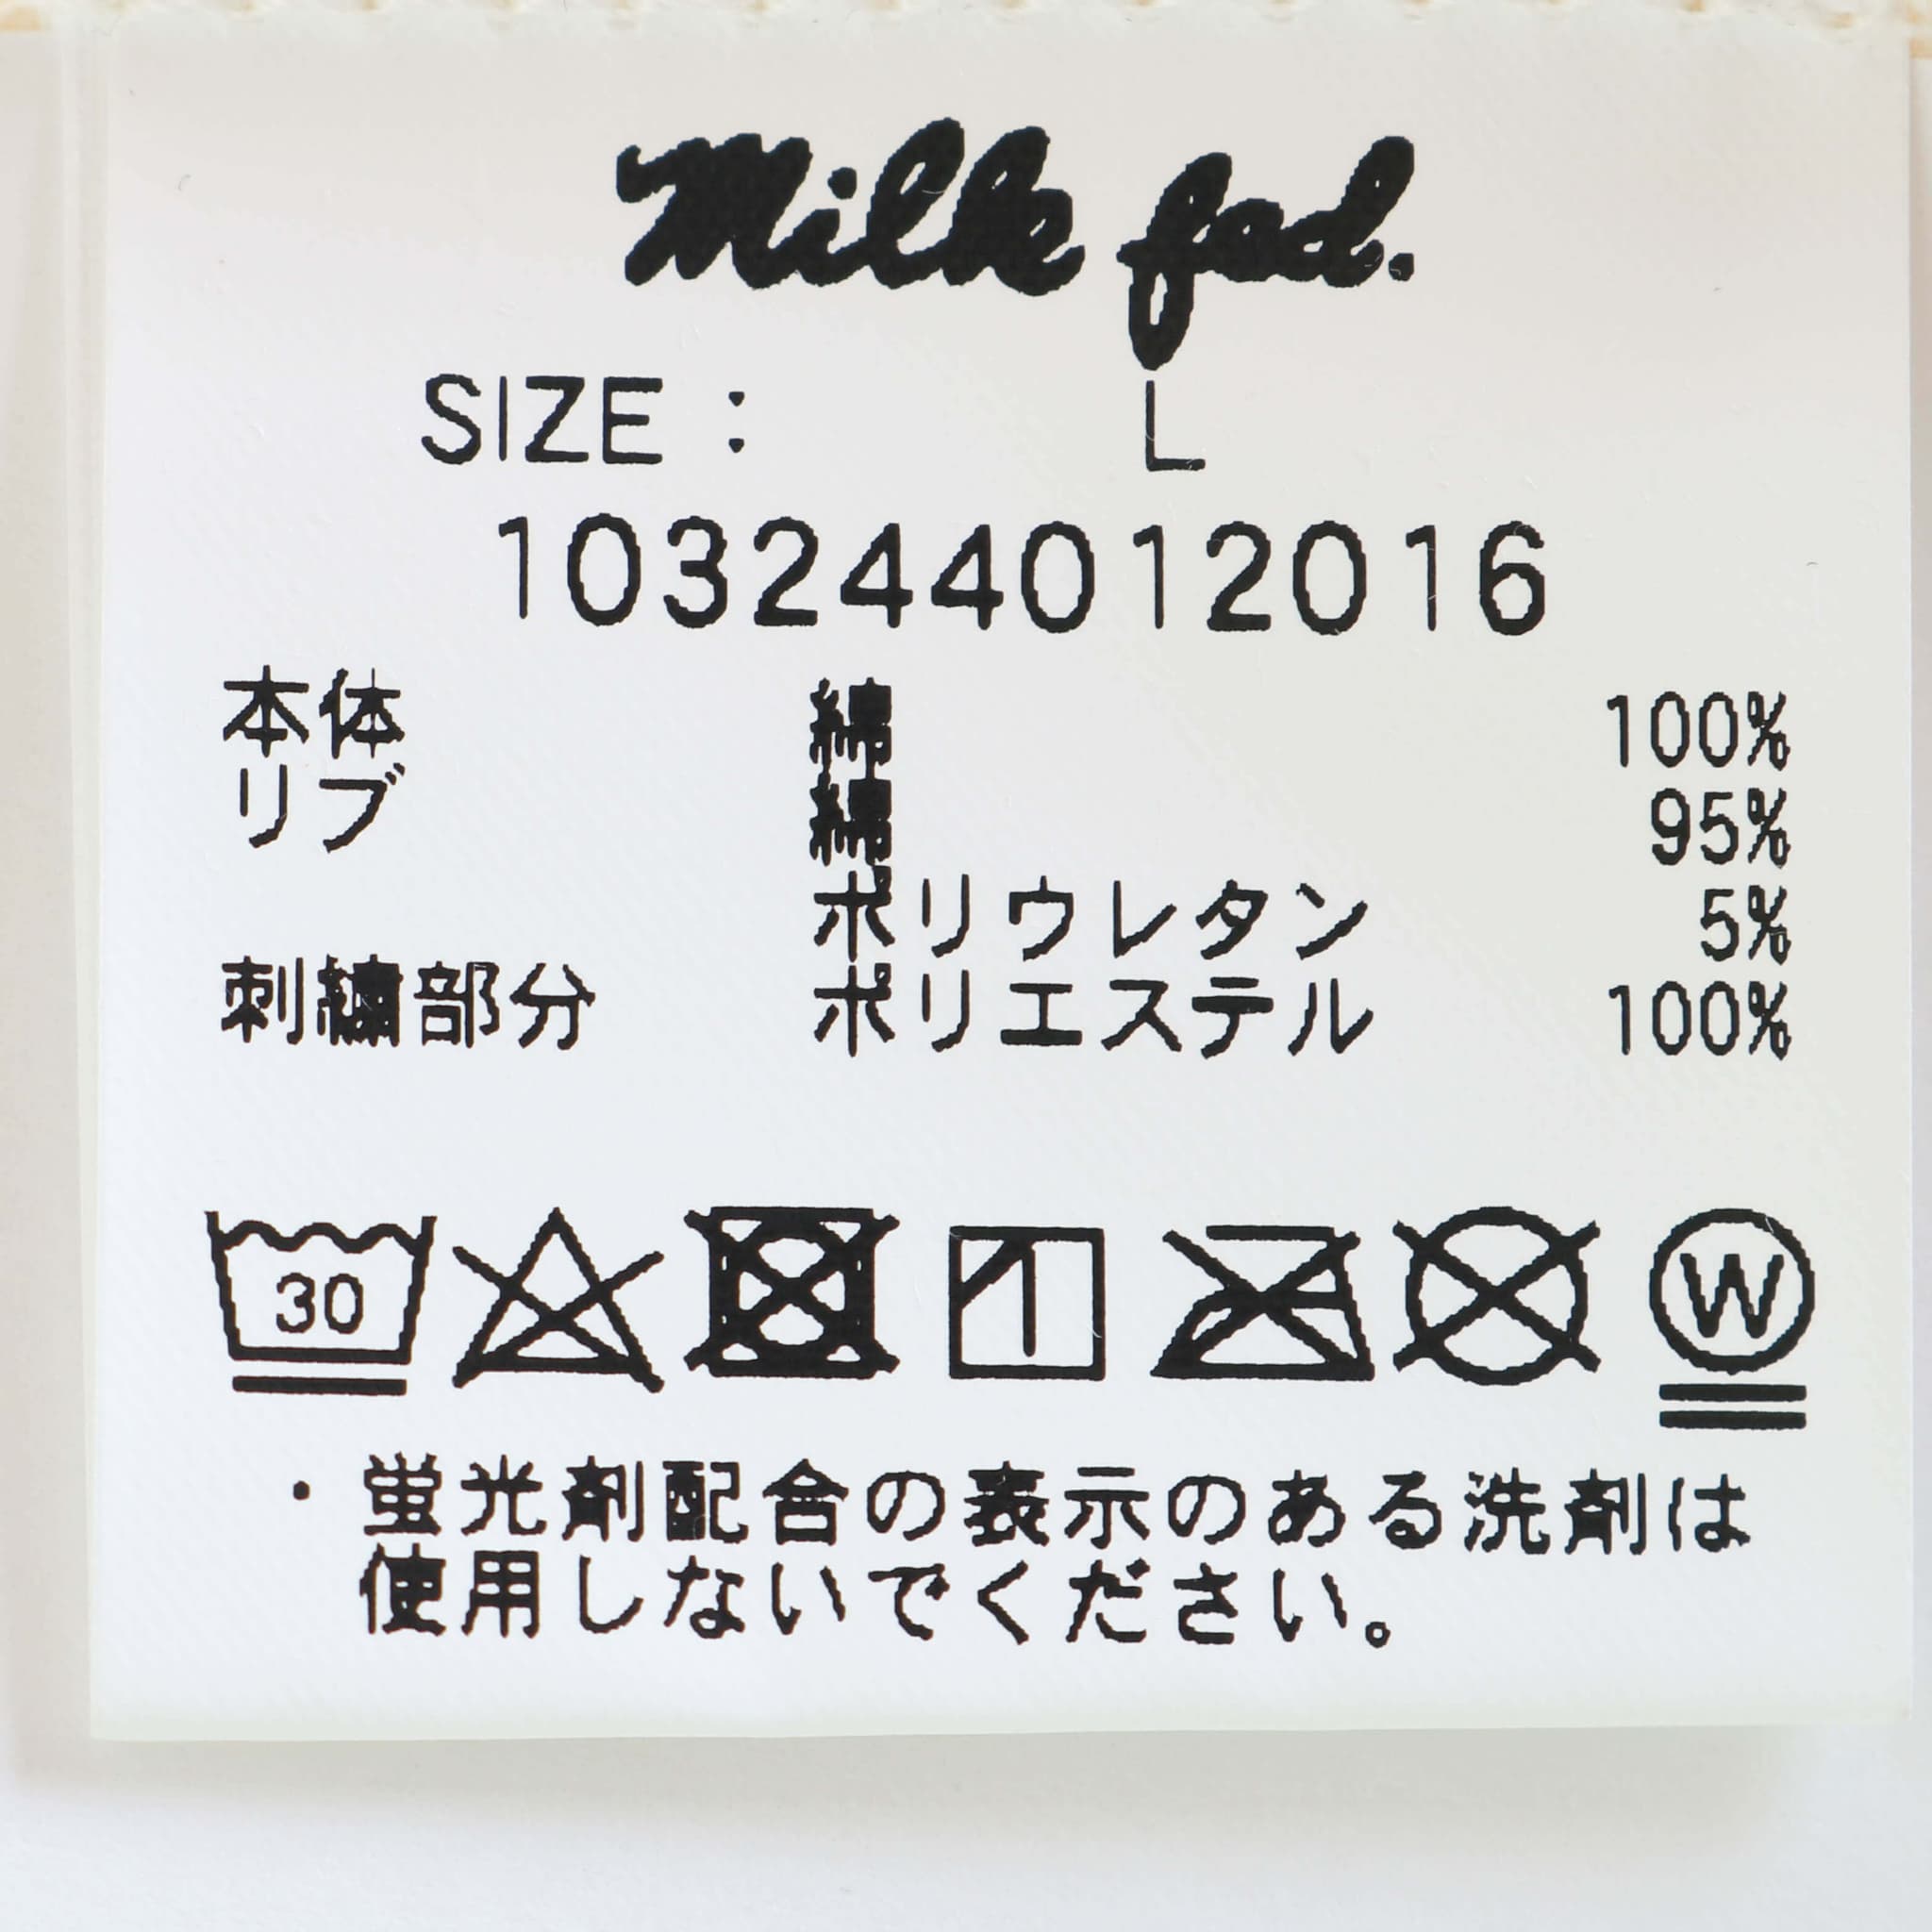 Milk fed.
SIZE : L
103244012016
本体 綿 100%
リブ 綿 95%
ポリウレタン 5%
刺繍部分 ポリエステル 100%
30
W
・蛍光剤配合の表示のある洗剤は
使用しないでください。